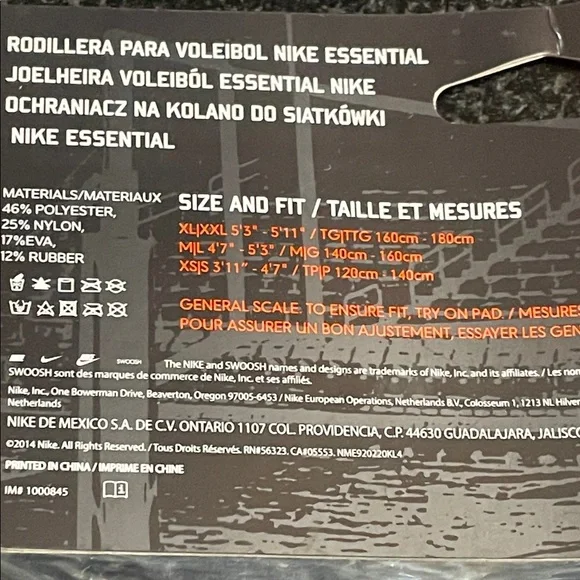 RODILLERA PARA VOLEIBOL NIKE ESSENTIAL
JOELHEIRA VOLEIBÓL ESSENTIAL NIKE
OCHRANIACZ NA KOLANO DO SIATKÓWKI
NIKE ESSENTIAL
MATERIALS/MATERIAUX
46% POLYESTER,
25% NYLON,
17%EVA,
12% RUBBER
SIZE AND FIT / TAILLE ET MESURES
XL|XXL 5'3" - 5'11" / TG|TTG 160cm - 180cm
M|L 4'7" - 5'3" / M|G 140cm - 160cm
XS|S 3'11" - 4'7" / TP|P 120cm - 140cm
GENERAL SCALE. TO ENSURE FIT, TRY ON PAD. / MESURES
POUR ASSURER UN BON AJUSTEMENT, ESSAYER LES GEN
SWOOSH The NIKE and SWOOSH names and designs are trademarks of Nike, Inc. and its affiliates. / Les nom
SWOOSH sont des marques de commerce de Nike, Inc. et ses affiliés.
Nike, Inc., One Bowerman Drive, Beaverton, Oregon 97005-6453 / Nike European Operations, Netherlands B.V., Colosseum 1, 1213 NL Hilver
Netherlands
NIKE DE MEXICO S.A. DE C.V. ONTARIO 1107 COL. PROVIDENCIA, C.P. 44630 GUADALAJARA, JALISCO
©2014 Nike. All Rights Reserved. / Tous Droits Réservés. RN#56323. CA#05553. NME920220KL4
PRINTED IN CHINA / IMPRIME EN CHINE
IM# 1000845